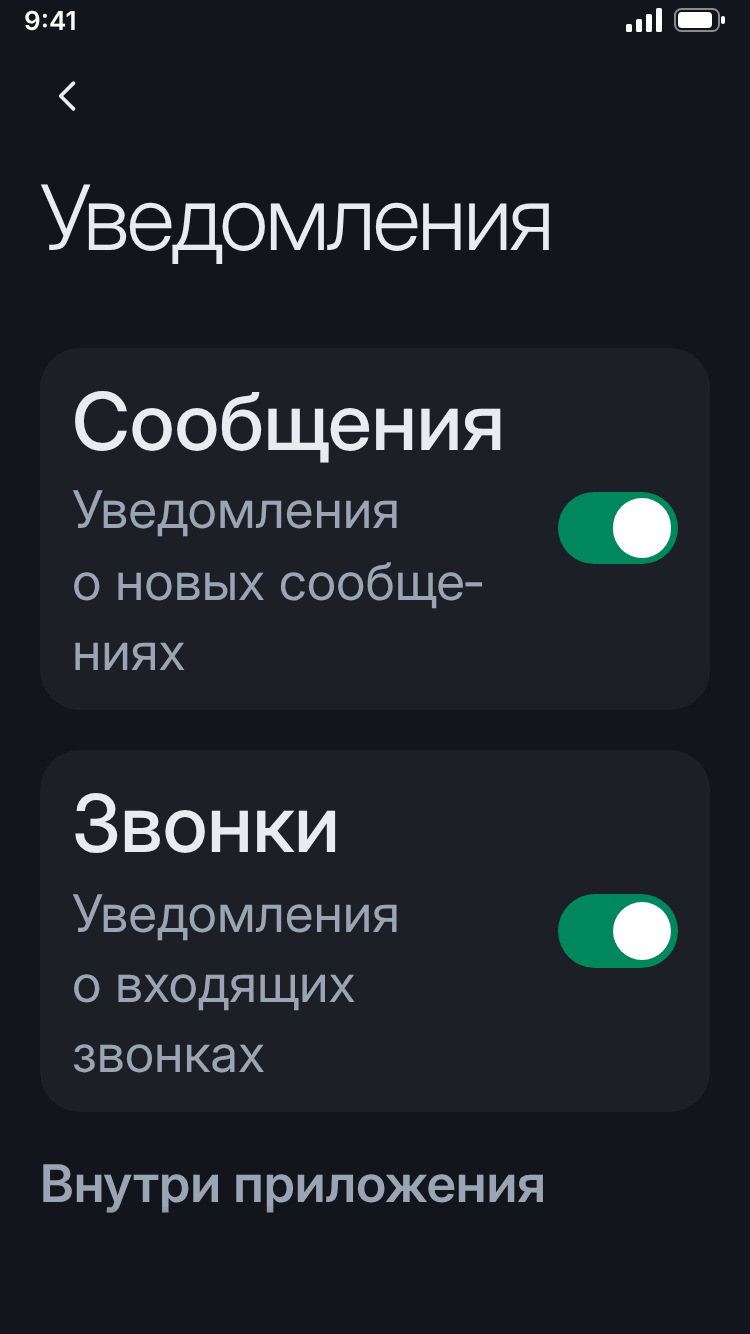 9:41
Уведомления
Сообщения
Уведомления
о новых сообще-
ниях
Звонки
Уведомления
о входящих
звонках
Внутри приложения